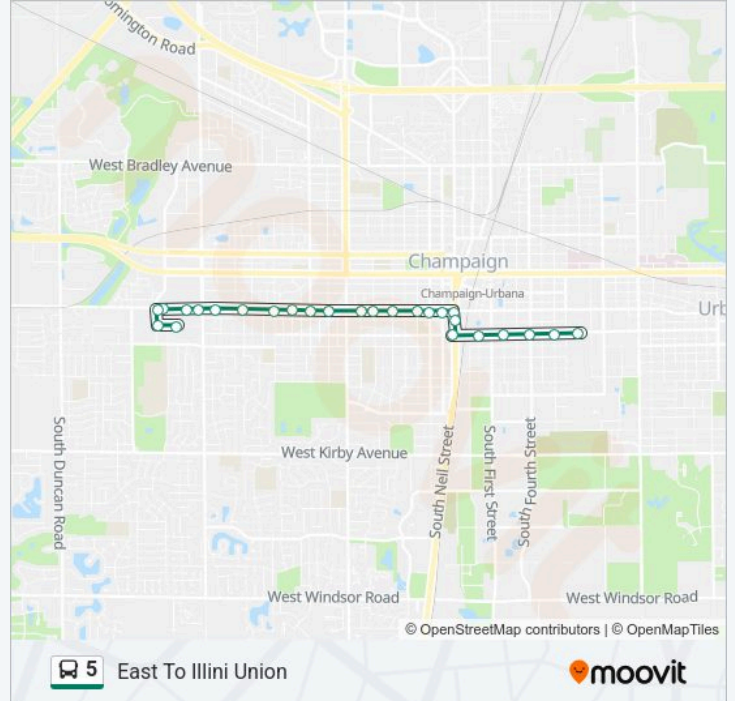 omington Road
West Bradley Avenue
Champaign
Champaign-Urbana
Urb
West Kirby Avenue
South Duncan Road
South Neil Street
South First Street
South Fourth Street
West Windsor Road
West Windsor Road
© OpenStreetMap contributors | © OpenMapTiles
5 East To Illini Union
moovit